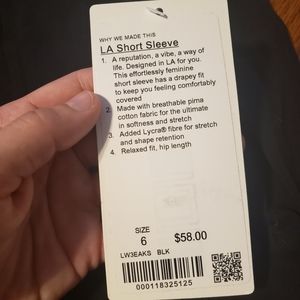 WHY WE MADE THIS
LA Short Sleeve
1. A reputation, a vibe, a way of
life. Designed in LA for you.
This effortlessly feminine
short sleeve has a drapey fit
to keep you feeling comfortably
covered
2. Made with breathable pima
cotton fabric for the ultimate
in softness and stretch
3. Added Lycra® fibre for stretch
and shape retention
4. Relaxed fit, hip length
SIZE
6
$58.00
LW3EAKS BLK
000118325125